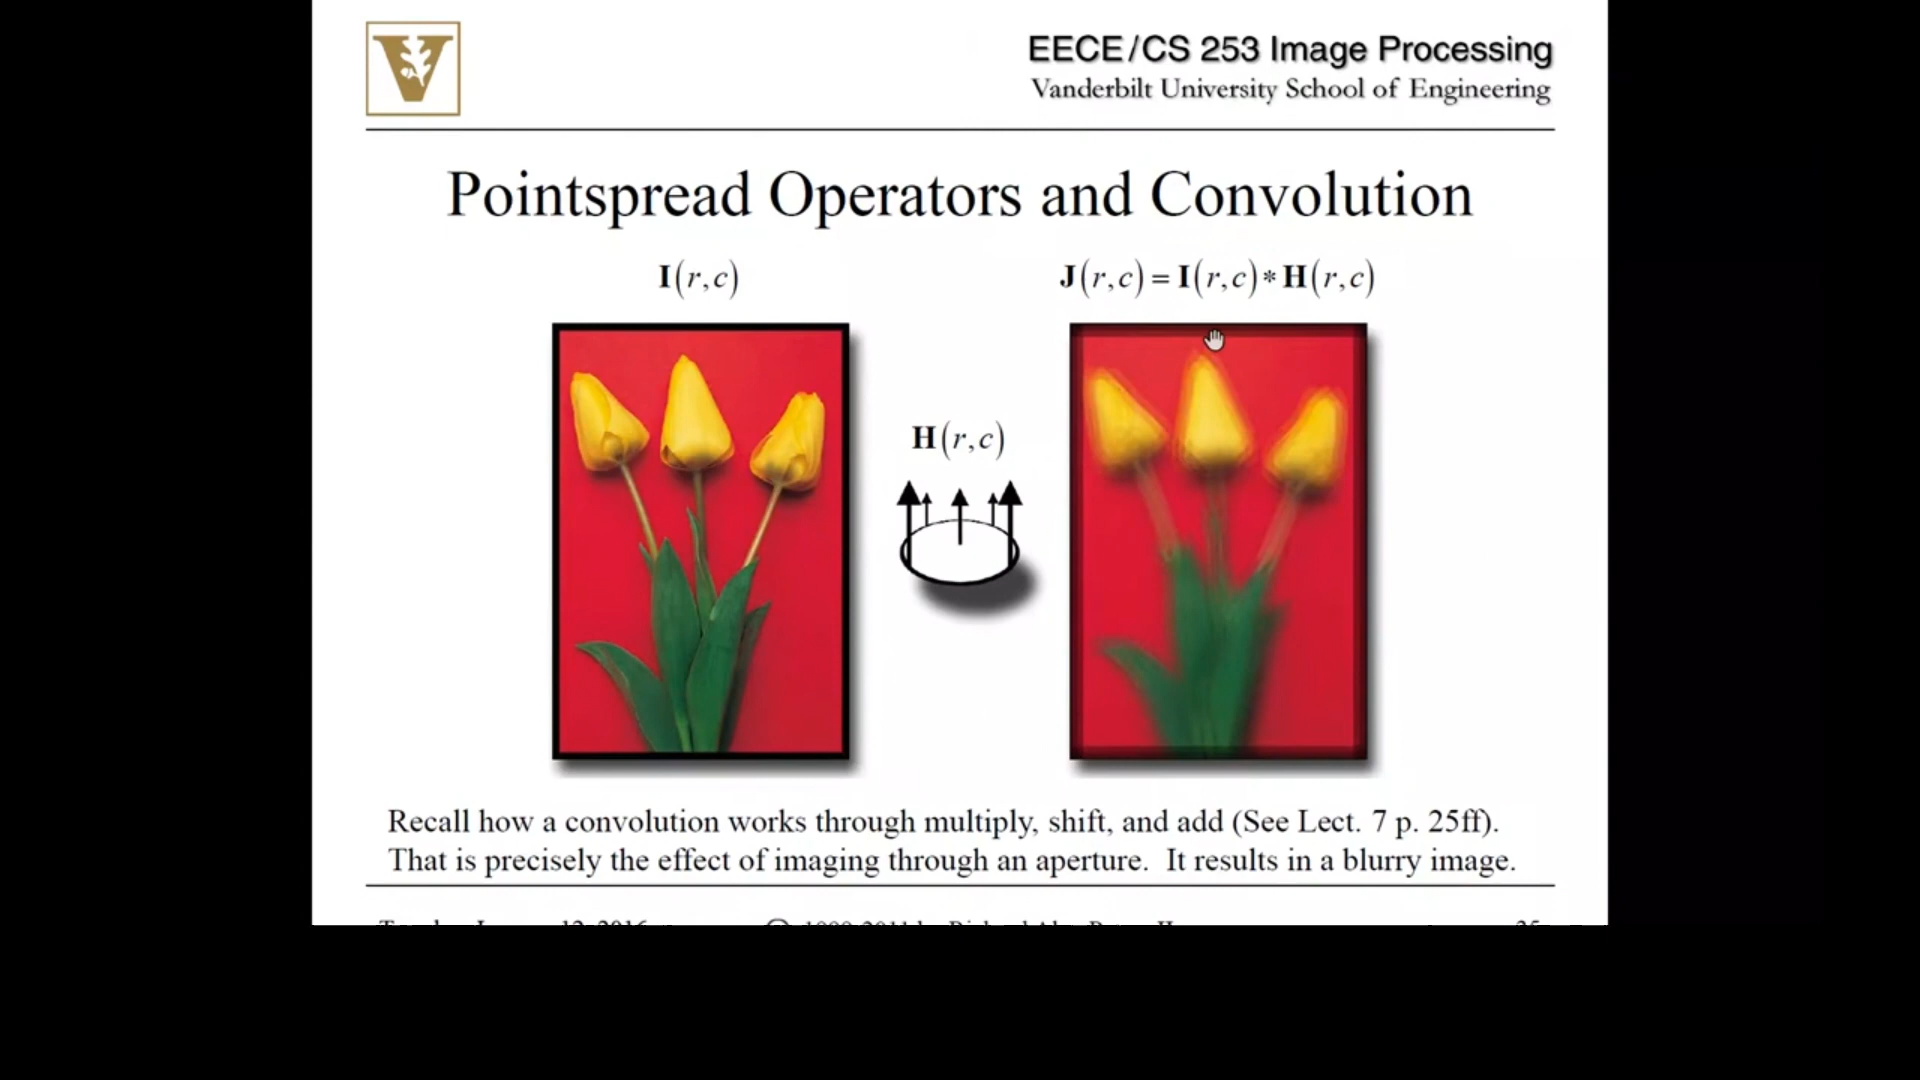 EECE/CS 253 Image Processing
Vanderbilt University School of Engineering
Pointspread Operators and Convolution
I(r,c)
J(r,c) = I(r,c) * H(r,c)
H(r,c)
Recall how a convolution works through multiply, shift, and add (See Lect. 7 p. 25ff).
That is precisely the effect of imaging through an aperture. It results in a blurry image.